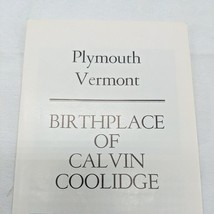 Plymouth
Vermont
BIRTHPLACE
OF
CALVIN
COOLIDGE